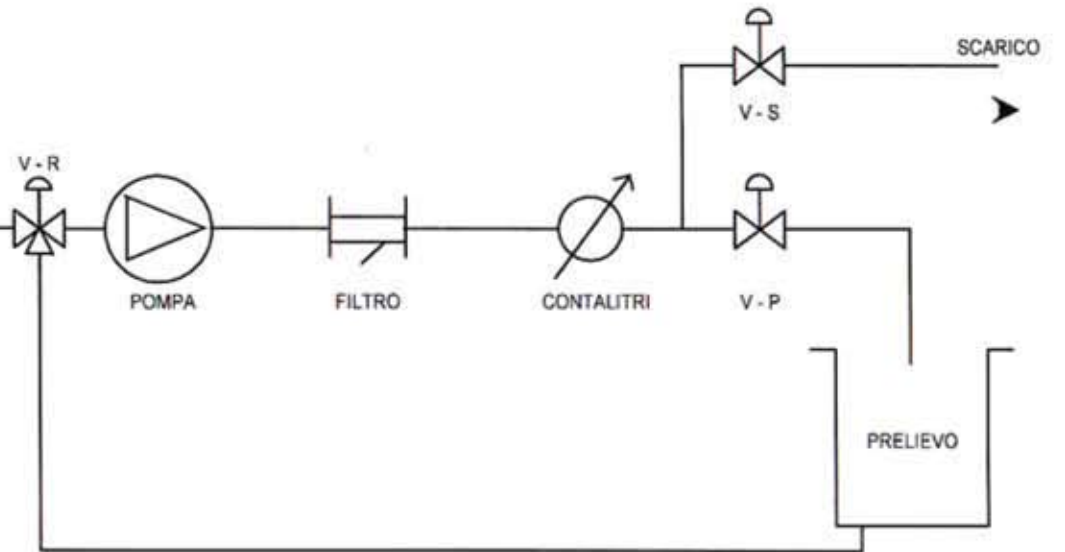 SCARICO
V - S
V - R
POMPA
FILTRO
CONTALITRI
V - P
PRELIEVO